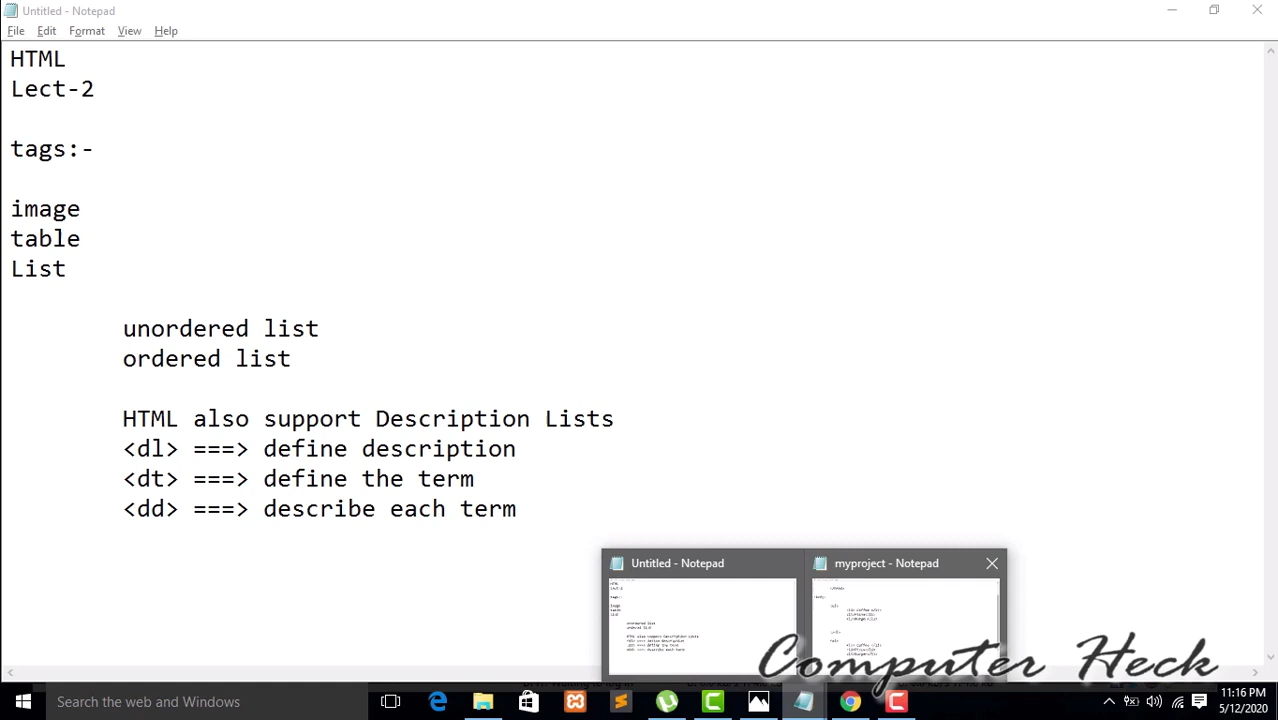 Untitled - Notepad
File Edit Format View Help
HTML
Lect-2
tags:-
image
table
List
unordered list
ordered list
HTML also support Description Lists
<dl> ===> define description
<dt> ===> define the term
<dd> ===> describe each term
Untitled - Notepad
myproject - Notepad
Computer Heck
Search the web and Windows
11:16 PM
5/12/2020